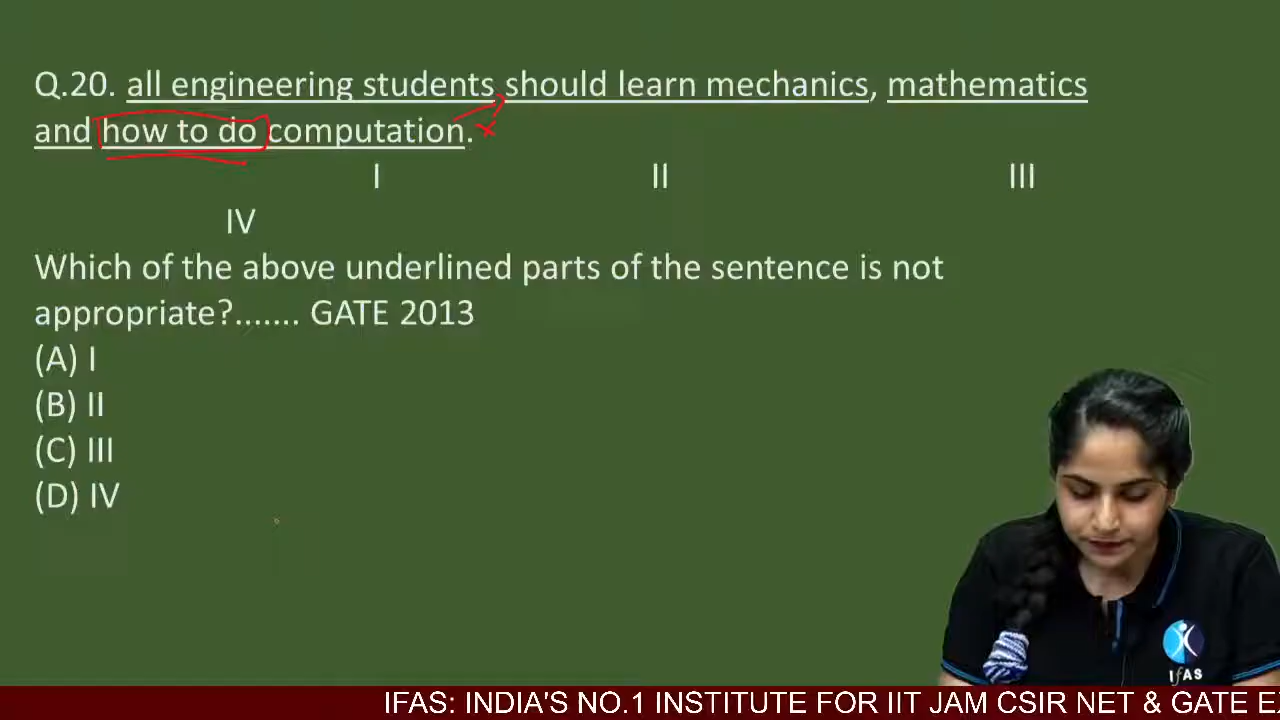 Q.20. all engineering students should learn mechanics, mathematics
and how to do computation.
I II III
IV
Which of the above underlined parts of the sentence is not
appropriate?....... GATE 2013
(A) I
(B) II
(C) III
(D) IV
IfAS
IFAS: INDIA'S NO.1 INSTITUTE FOR IIT JAM CSIR NET & GATE E